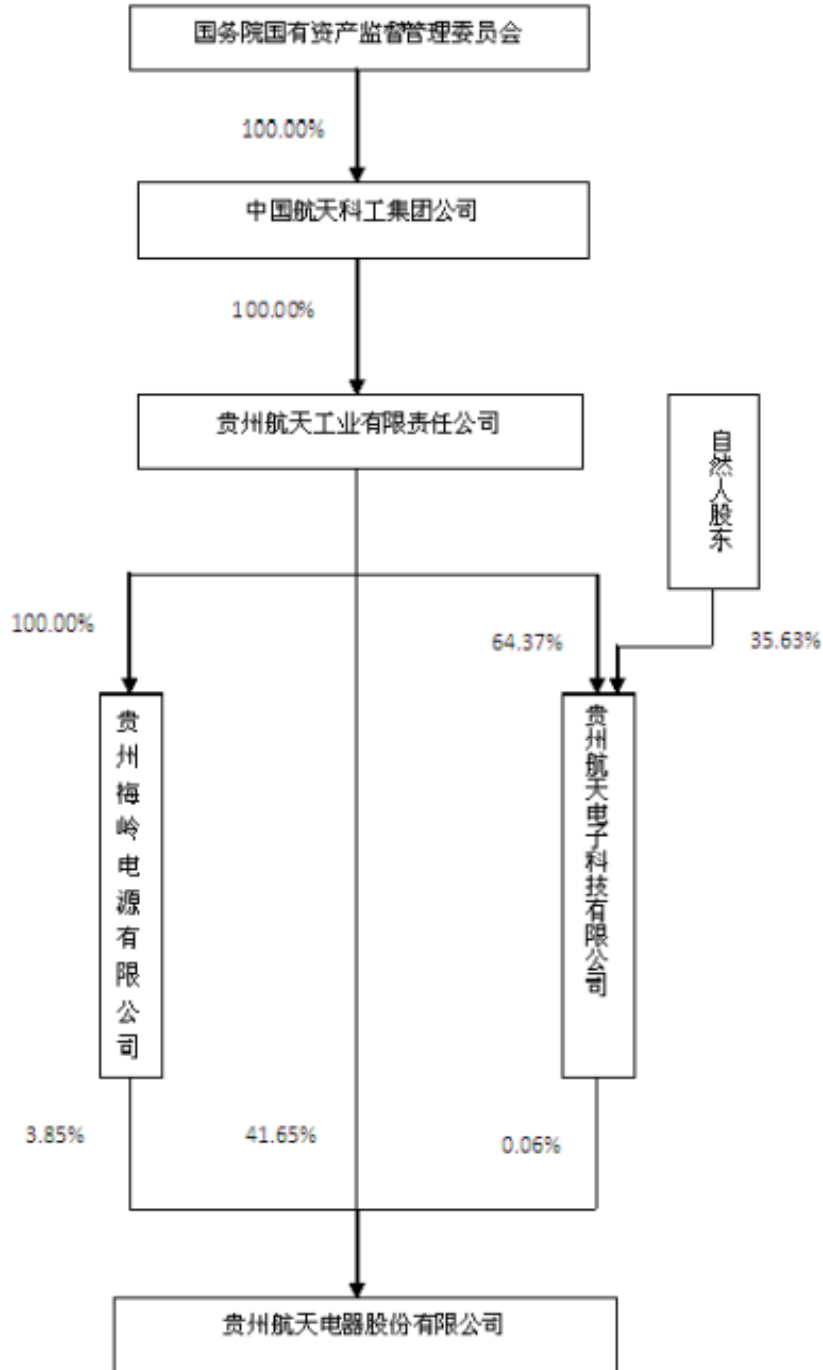 国务院国有资产监督管理委员会
100.00%
中国航天科工集团公司
100.00%
贵州航天工业有限责任公司
自然人股东
100.00%
64.37%
35.63%
贵州梅岭电源有限公司
贵州航天电子科技有限公司
3.85%
41.65%
0.06%
贵州航天电器股份有限公司